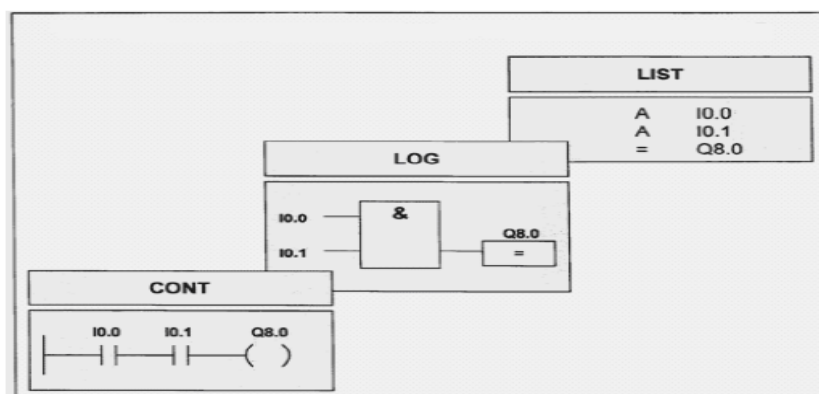 LIST
A I0.0
A I0.1
= Q8.0
LOG
&
I0.0
Q8.0
I0.1
=
CONT
I0.0 I0.1 Q8.0